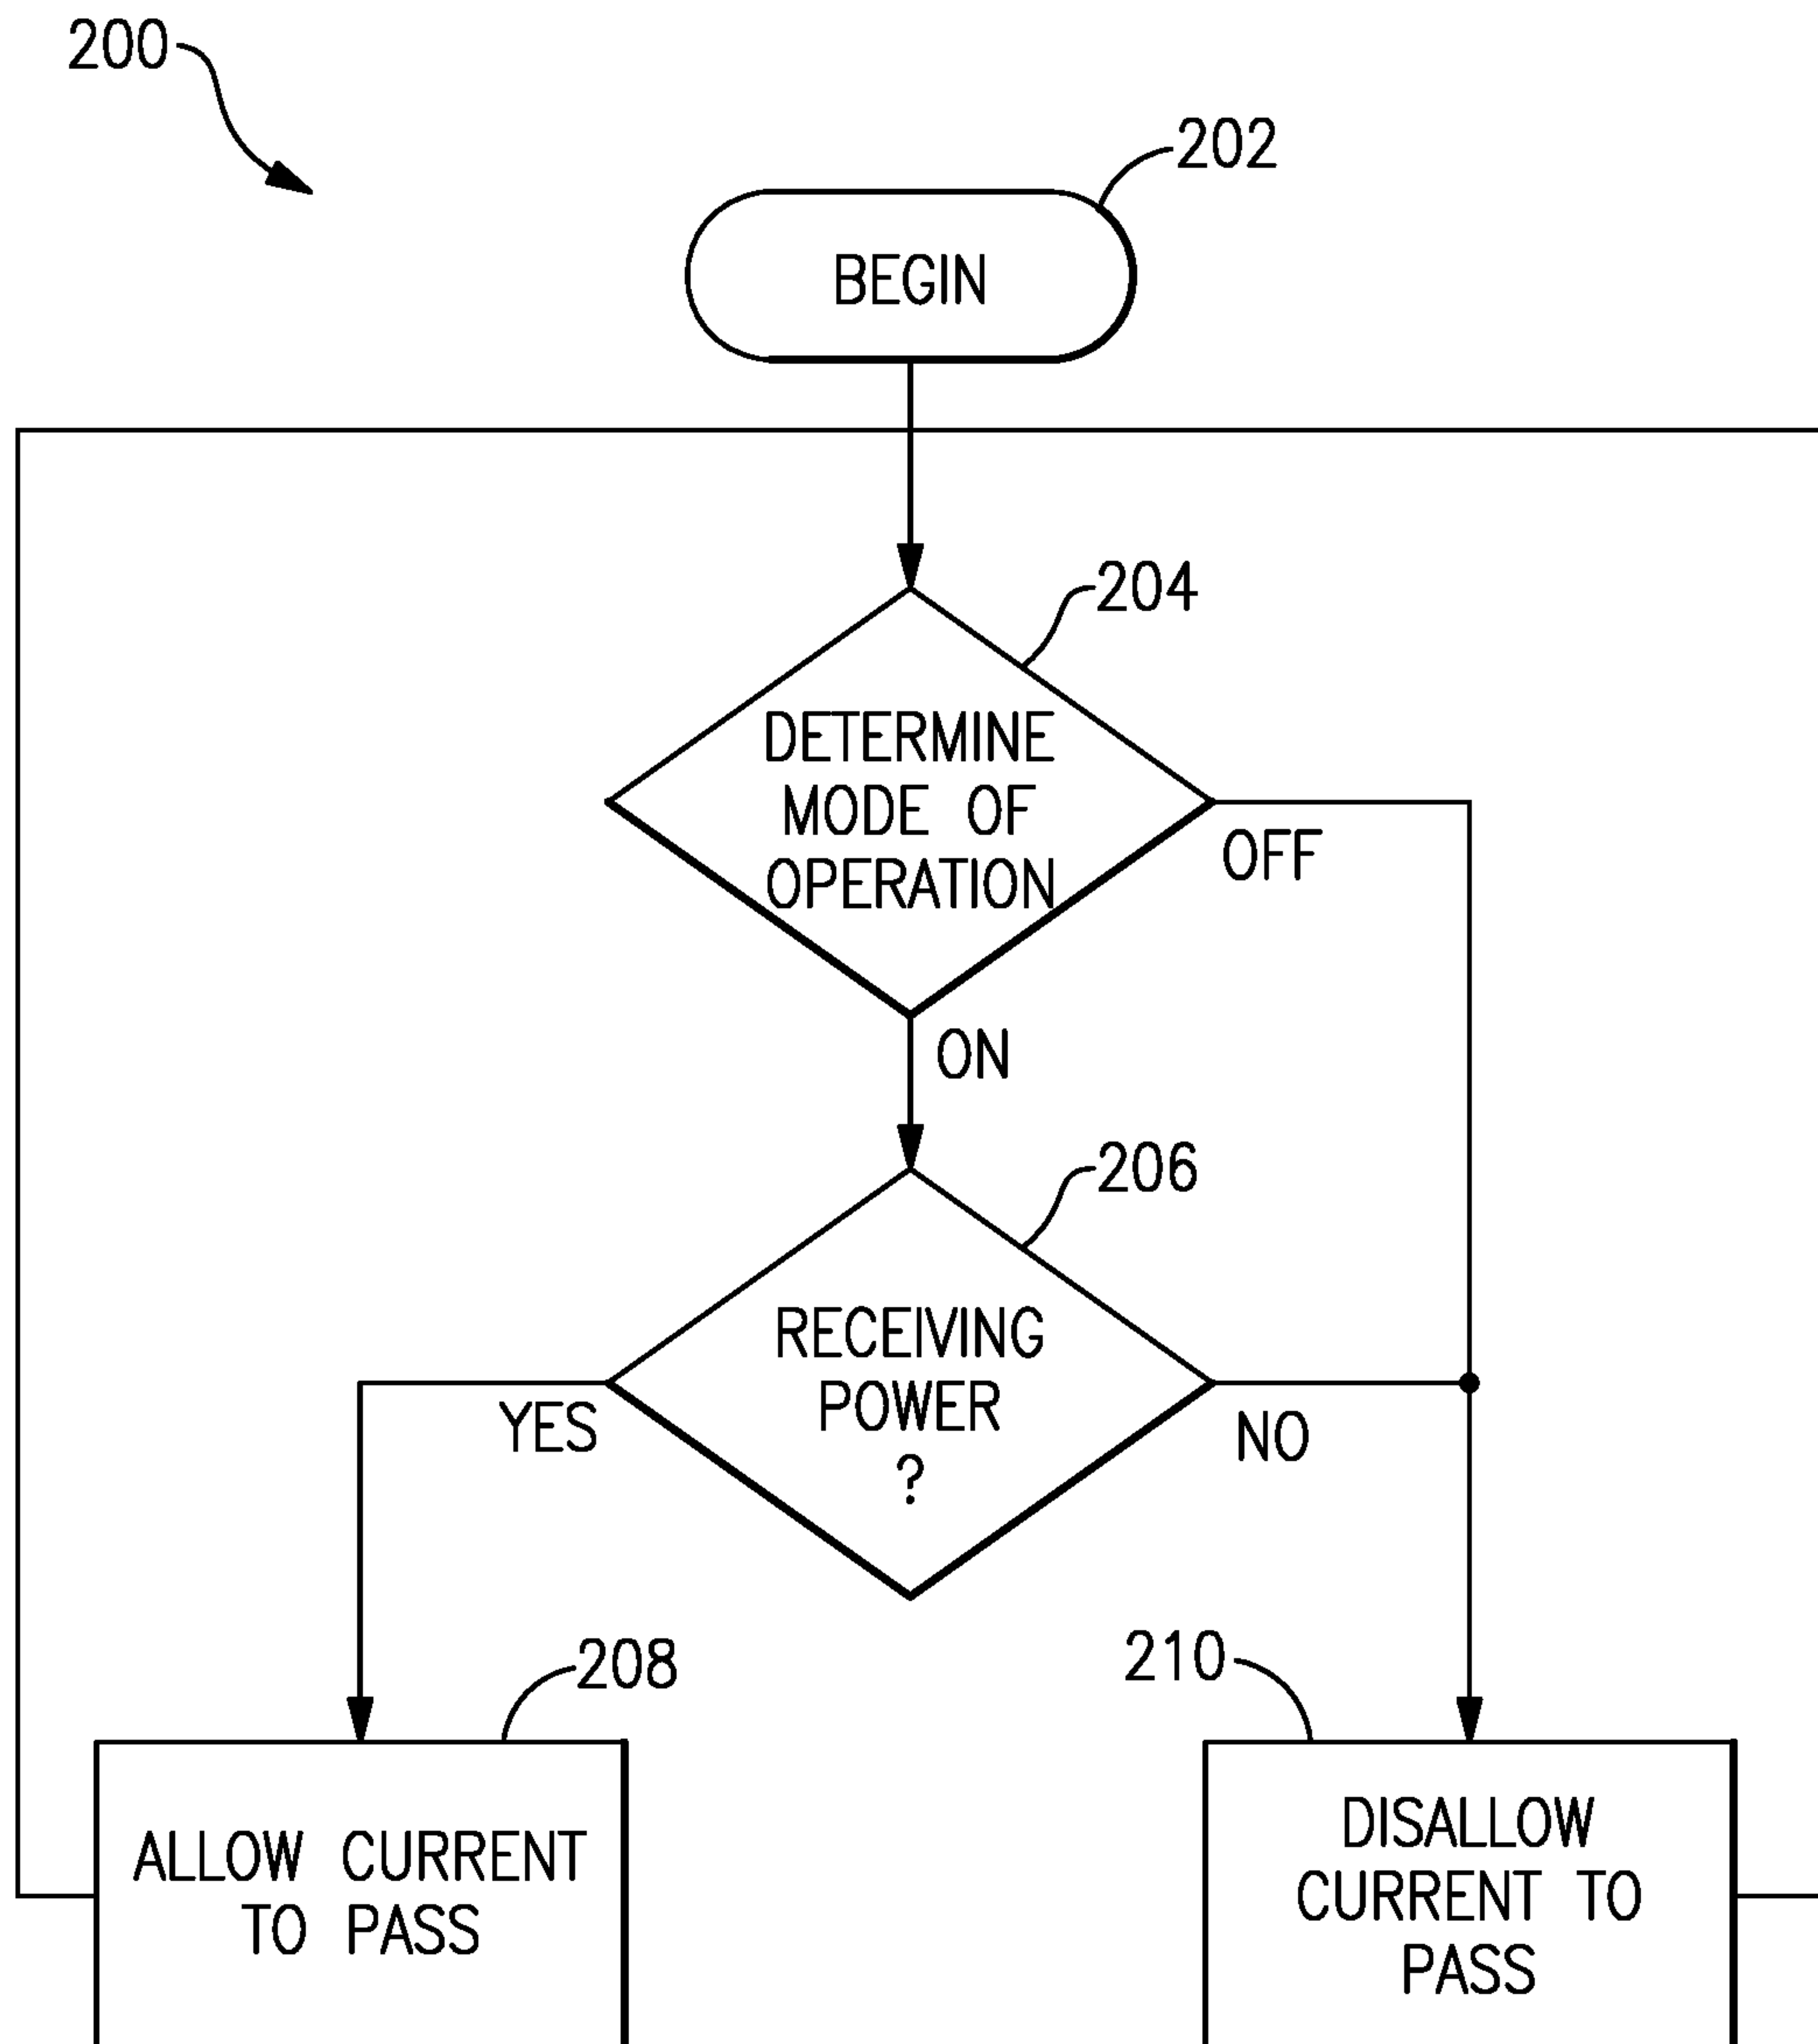 200
202
BEGIN
204
DETERMINE
MODE OF
OPERATION
OFF
ON
206
RECEIVING
POWER
?
YES
NO
208
210
ALLOW CURRENT
TO PASS
DISALLOW
CURRENT TO
PASS